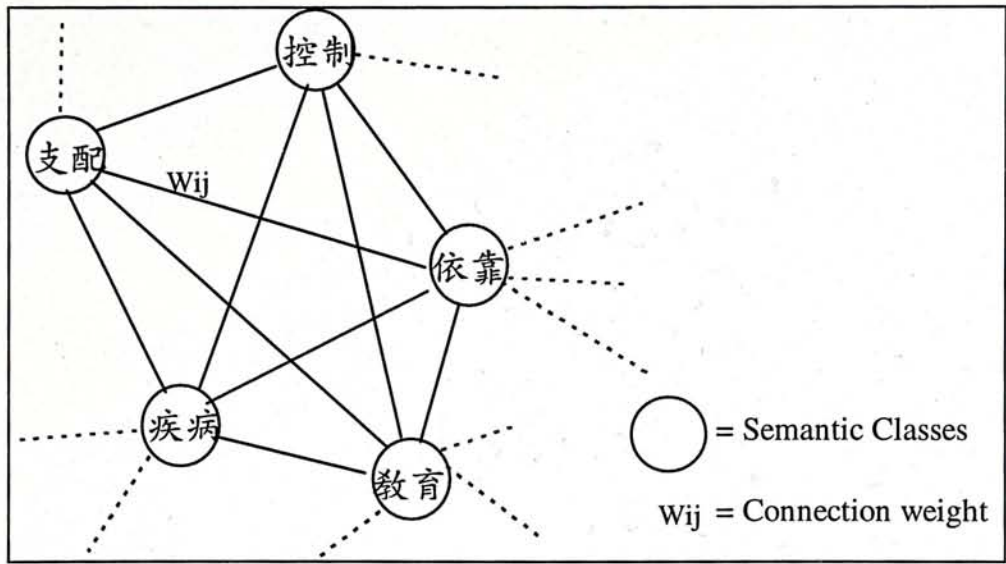 控制
支配
Wij
依靠
疾病
教育
= Semantic Classes
Wij = Connection weight